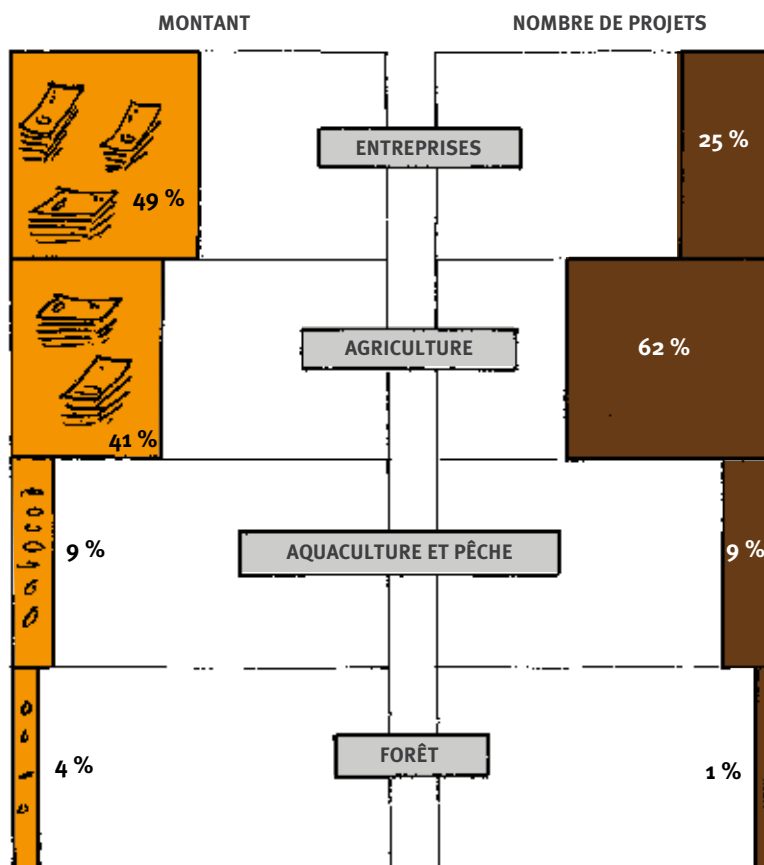 MONTANT NOMBRE DE PROJETS
ENTREPRISES
25 %
49 %
AGRICULTURE
62 %
41 %
9 %
AQUACULTURE ET PÊCHE
9 %
FORÊT
4 %
1 %